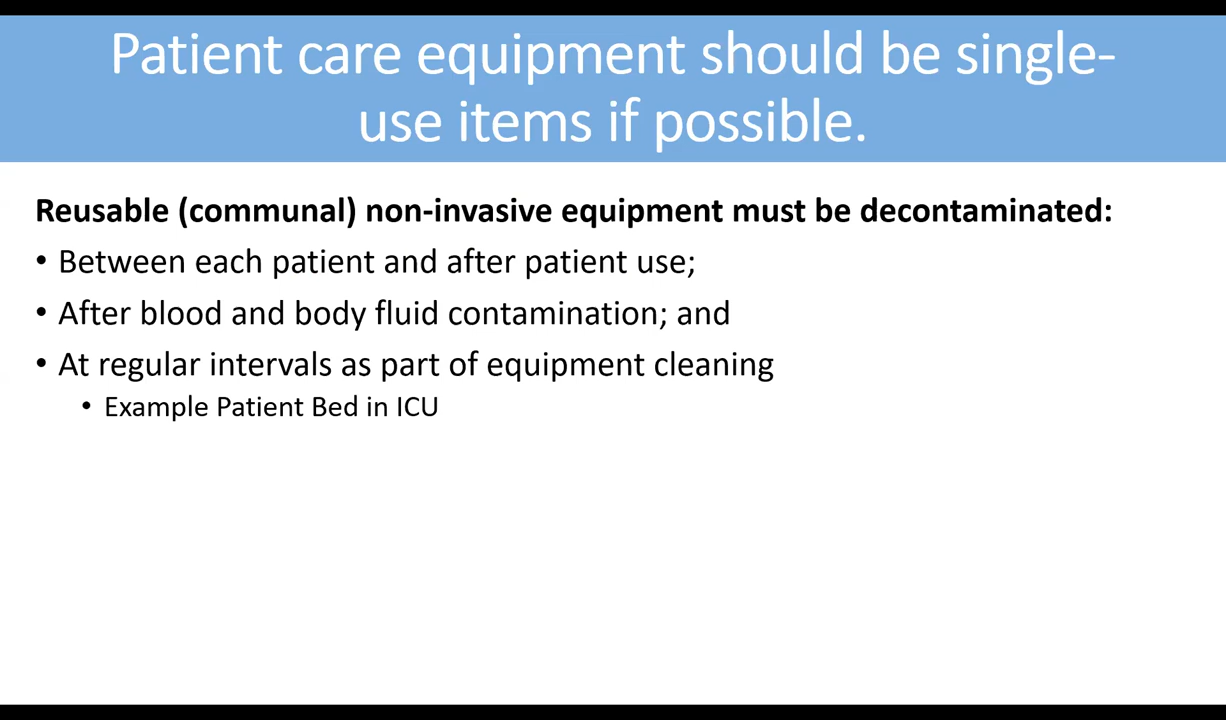 Patient care equipment should be single-
use items if possible.
Reusable (communal) non-invasive equipment must be decontaminated:
• Between each patient and after patient use;
• After blood and body fluid contamination; and
• At regular intervals as part of equipment cleaning
• Example Patient Bed in ICU